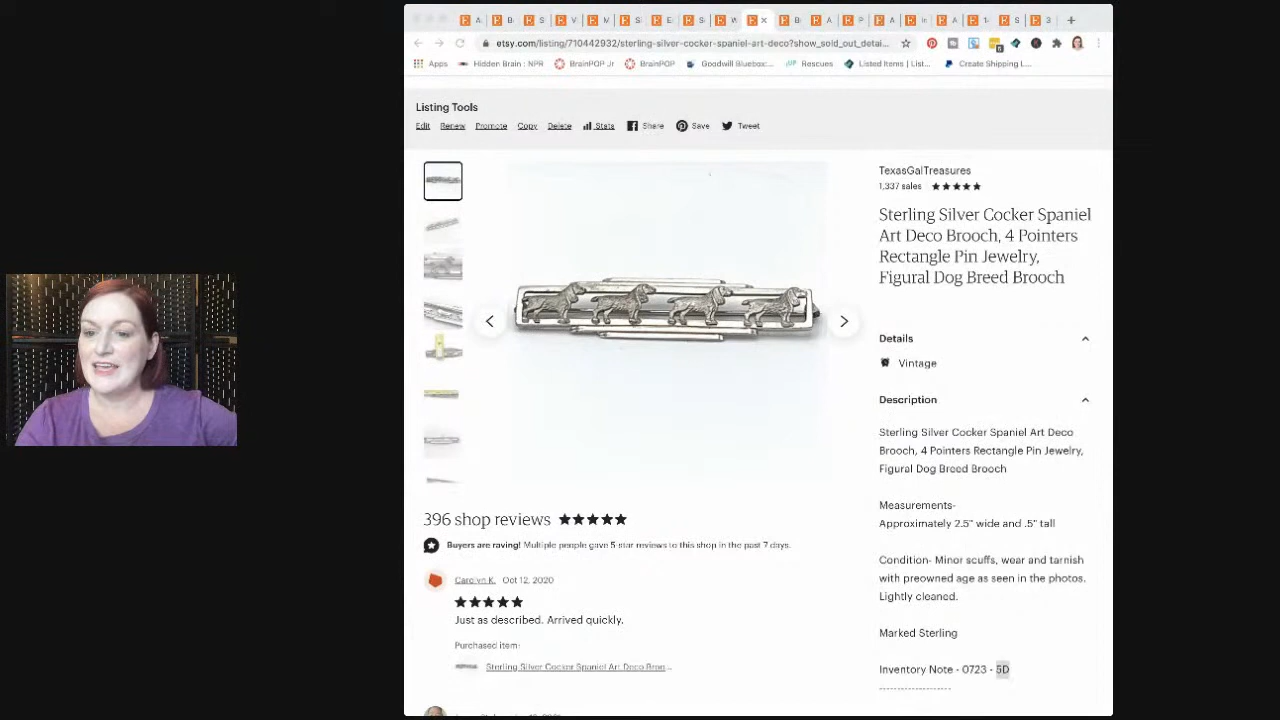 etsy.com/listing/710442932/sterling-silver-cocker-spaniel-art-deco?show_sold_out_detai...
Apps
Hidden Brain : NPR
BrainPOP Jr
BrainPOP
Goodwill Bluebox:...
Rescues
Listed Items | List...
Create Shipping L...
Listing Tools
Edit Renew Promote Copy Delete Stats Share Save Tweet
TexasGalTreasures
1,337 sales
Sterling Silver Cocker Spaniel
Art Deco Brooch, 4 Pointers
Rectangle Pin Jewelry,
Figural Dog Breed Brooch
Details
Vintage
Description
Sterling Silver Cocker Spaniel Art Deco
Brooch, 4 Pointers Rectangle Pin Jewelry,
Figural Dog Breed Brooch
Measurements-
Approximately 2.5" wide and .5" tall
Condition- Minor scuffs, wear and tarnish
with preowned age as seen in the photos.
Lightly cleaned.
Marked Sterling
Inventory Note - 0723 - 5D
--------------------
396 shop reviews
Buyers are raving! Multiple people gave 5-star reviews to this shop in the past 7 days.
Carolyn K. Oct 12, 2020
Just as described. Arrived quickly.
Purchased item:
Sterling Silver Cocker Spaniel Art Deco Broo...